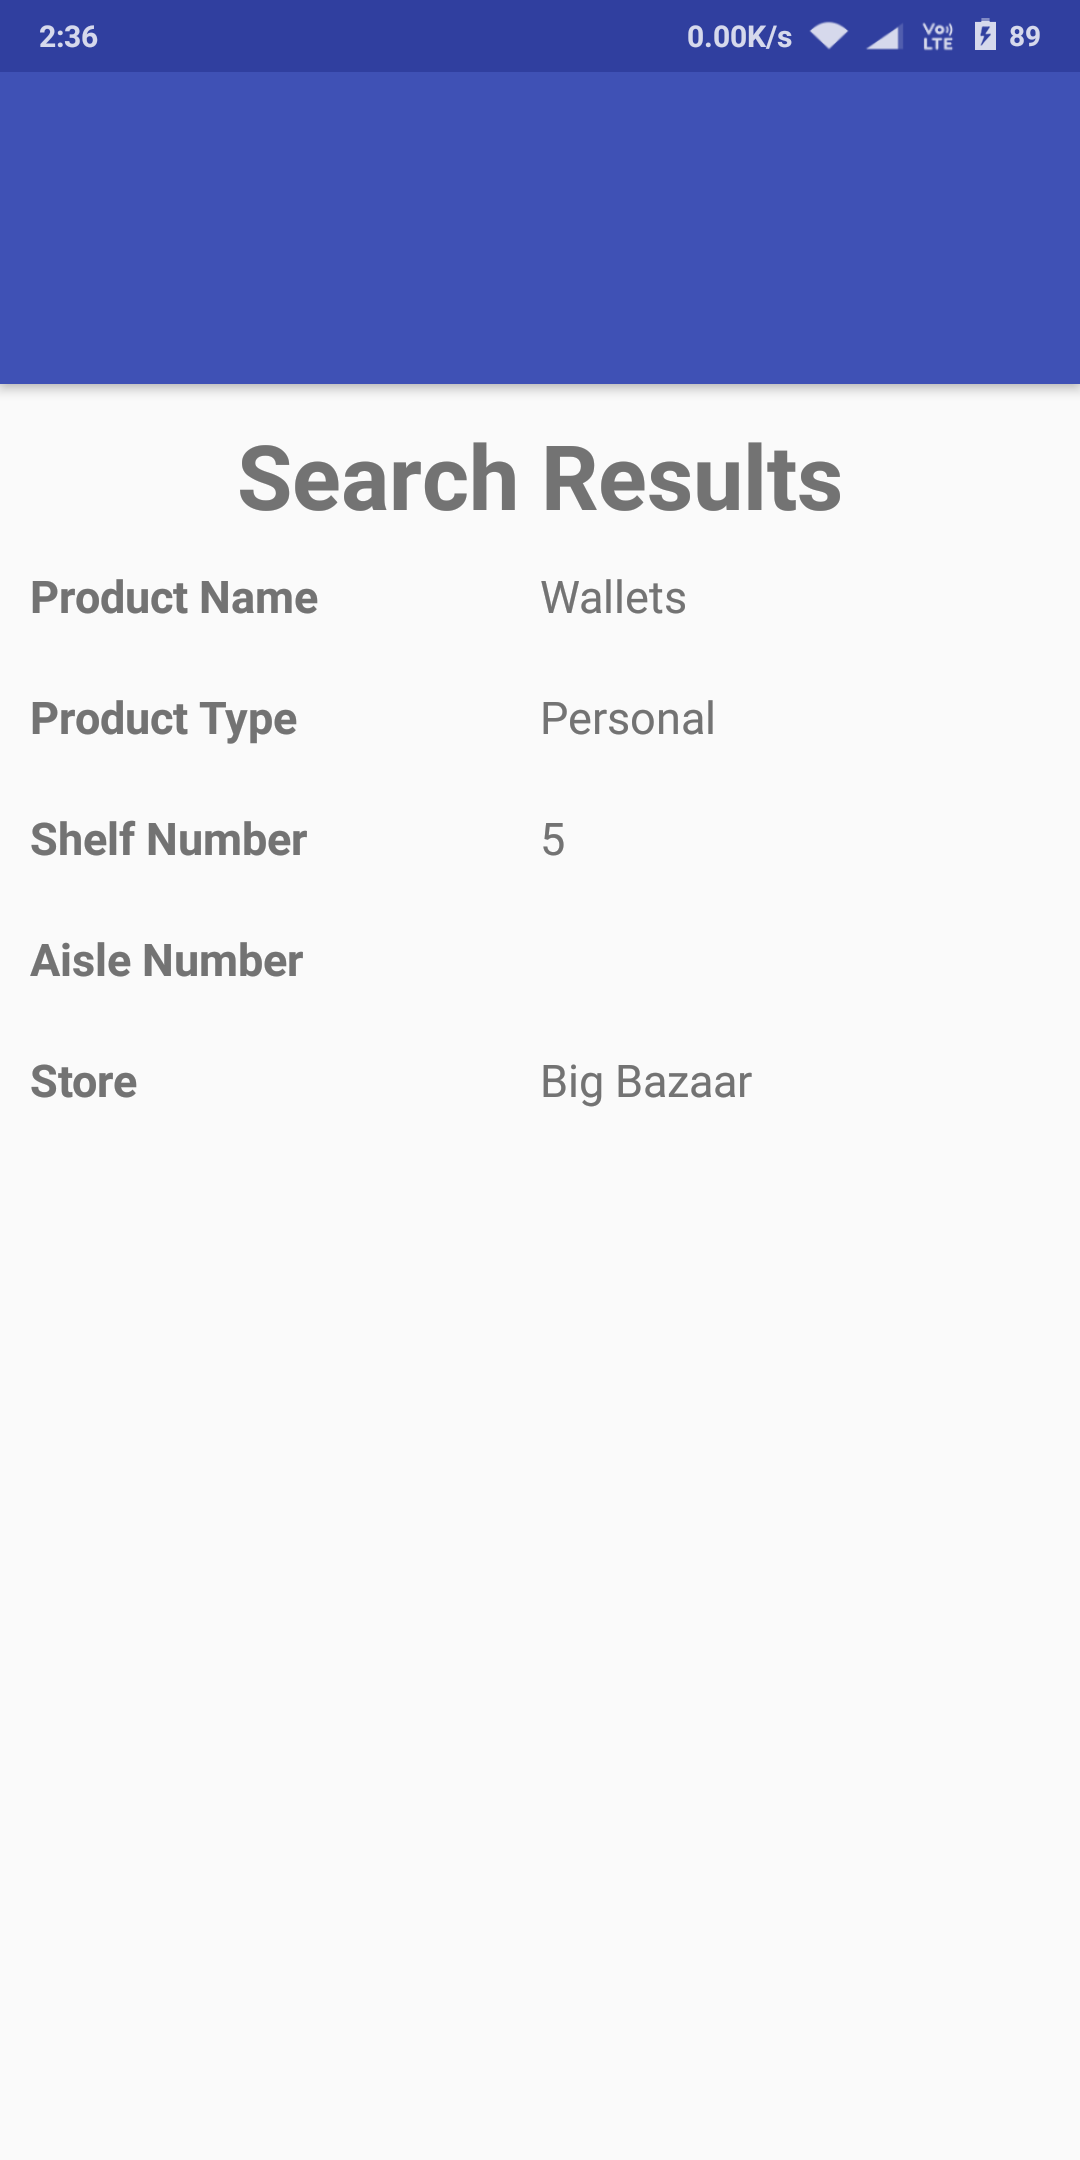 2:36 0.00K/s Vo)) LTE 89
Search Results
Product Name Wallets
Product Type Personal
Shelf Number 5
Aisle Number
Store Big Bazaar